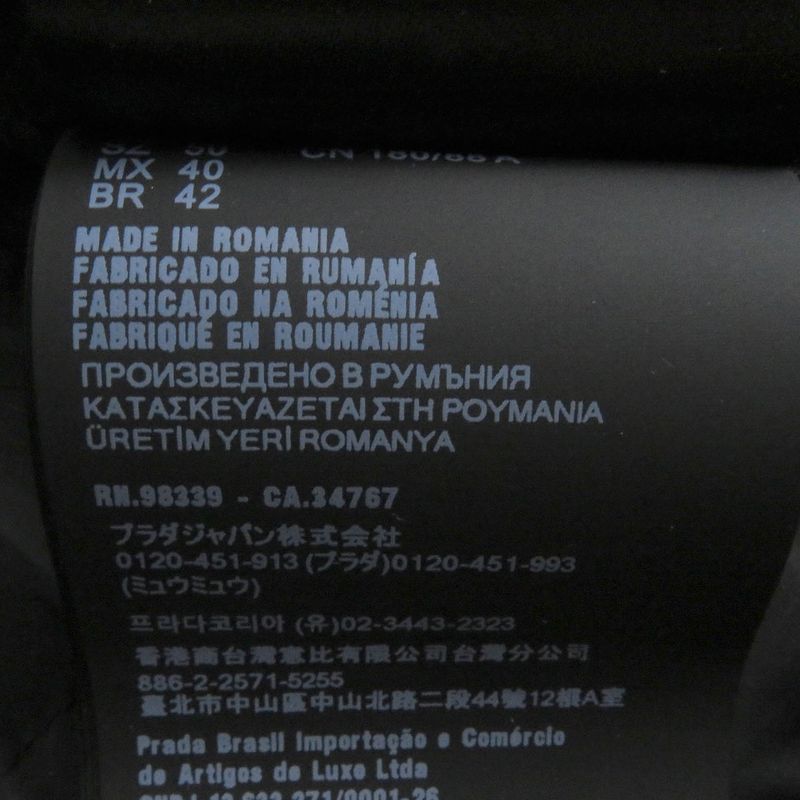 MX 40
BR 42
MADE IN ROMANIA
FABRICADO EN RUMANÍA
FABRICADO NA ROMÉNIA
FABRIQUÉ EN ROUMANIE
ПРОИЗВЕДЕНО В РУМЪНИЯ
ΚΑΤΑΣΚΕΥΑΖΕΤΑΙ ΣΤΗ ΡΟΥΜΑΝΙΑ
ÜRETİM YERİ ROMANYA
RN.98339 - CA.34767
プラダジャパン株式会社
0120-451-913 (プラダ)0120-451-993
(ミュウミュウ)
프라다코리아 (유)02-3443-2323
香港商台灣惠比有限公司台灣分公司
886-2-2571-5255
臺北市中山區中山北路二段44號12樓A室
Prada Brasil Importação e Comércio
de Artigos de Luxo Ltda